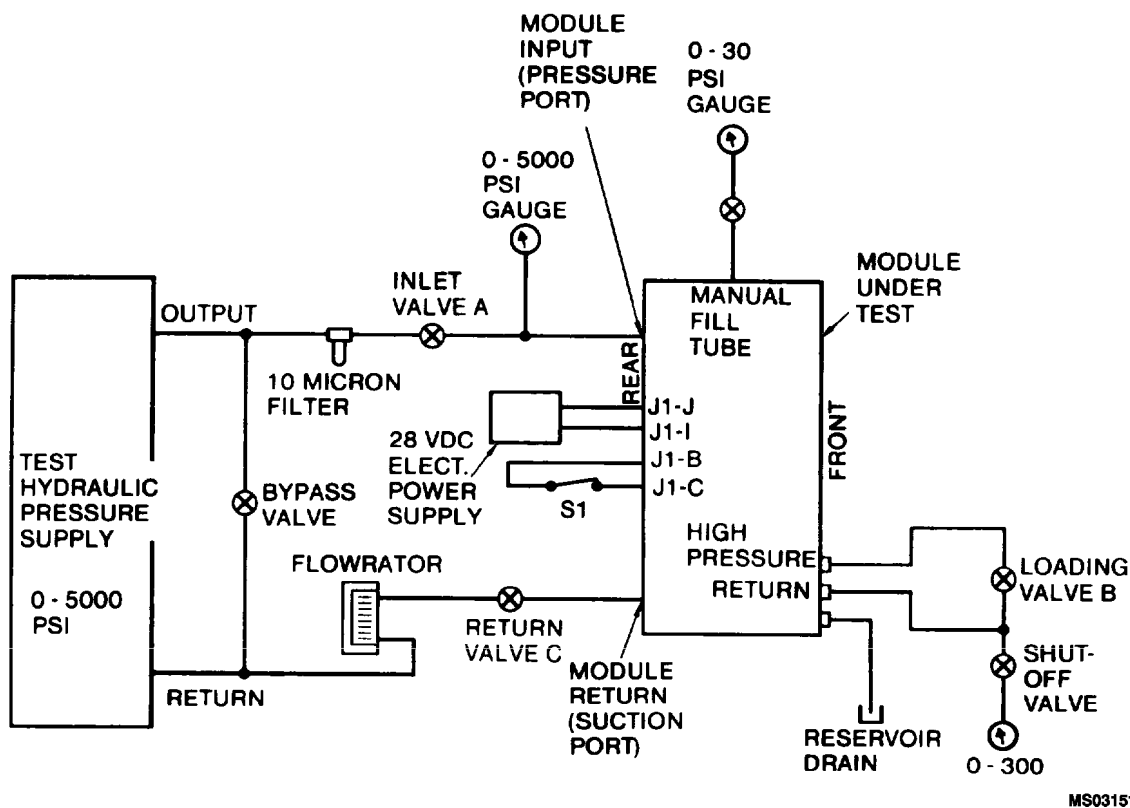 MODULE
INPUT
(PRESSURE
PORT)
0 - 30
PSI
GAUGE
0 - 5000
PSI
GAUGE
INLET
VALVE A
OUTPUT
10 MICRON
FILTER
MANUAL
FILL
TUBE
MODULE
UNDER
TEST
REAR
FRONT
J1-J
J1-I
J1-B
J1-C
28 VDC
ELECT.
POWER
SUPPLY
S1
TEST
HYDRAULIC
PRESSURE
SUPPLY
0 - 5000
PSI
BYPASS
VALVE
FLOWRATOR
HIGH
PRESSURE
RETURN
LOADING
VALVE B
RETURN
VALVE C
RETURN
MODULE
RETURN
(SUCTION
PORT)
SHUT-
OFF
VALVE
RESERVOIR
DRAIN
0 - 300